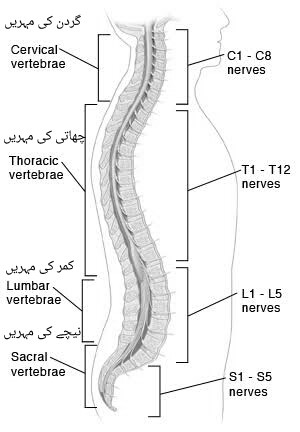 گردن کی مہریں
Cervical
vertebrae
C1 - C8
nerves
چھاتی کی مہریں
Thoracic
vertebrae
T1 - T12
nerves
کمر کی مہریں
Lumbar
vertebrae
L1 - L5
nerves
نیچے کی مہریں
Sacral
vertebrae
S1 - S5
nerves